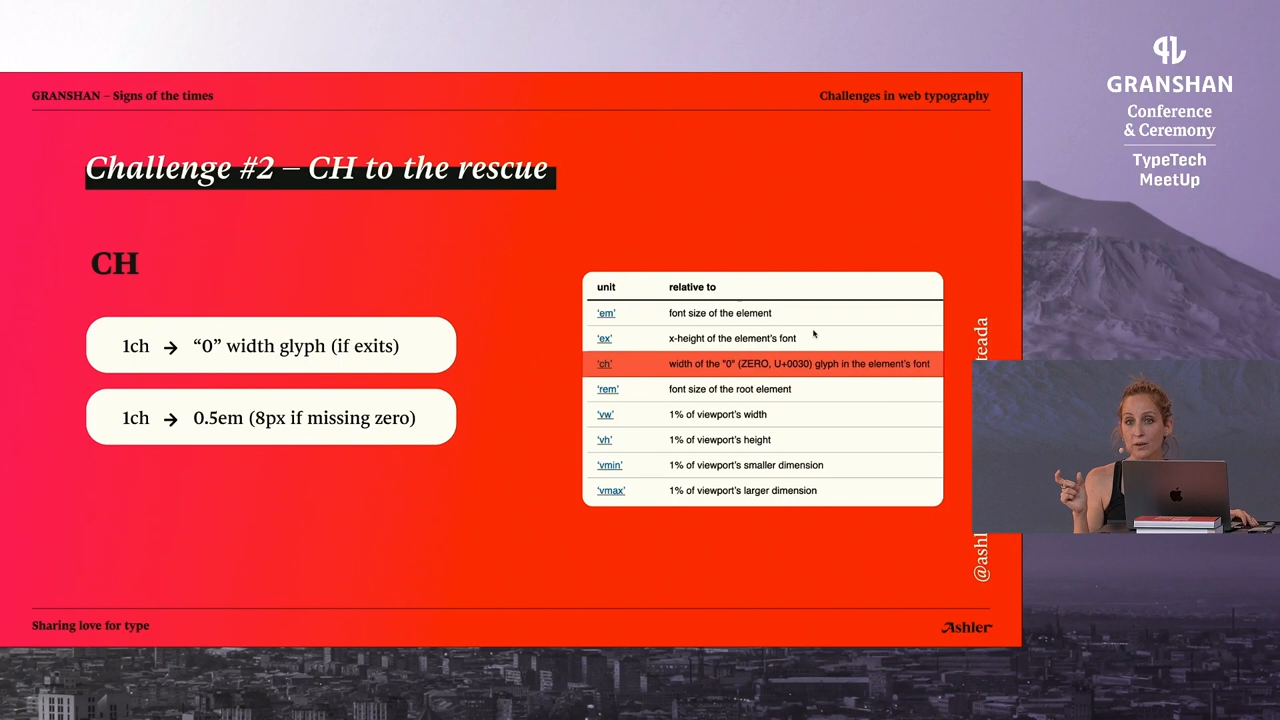 GRANSHAN – Signs of the times
Challenges in web typography
Challenge #2 – CH to the rescue
CH
1ch → “0” width glyph (if exits)
1ch → 0.5em (8px if missing zero)
unit relative to
‘em’ font size of the element
‘ex’ x-height of the element’s font
‘ch’ width of the "0" (ZERO, U+0030) glyph in the element’s font
‘rem’ font size of the root element
‘vw’ 1% of viewport’s width
‘vh’ 1% of viewport’s height
‘vmin’ 1% of viewport’s smaller dimension
‘vmax’ 1% of viewport’s larger dimension
Sharing love for type
Ashler
GRANSHAN
Conference
& Ceremony
TypeTech
MeetUp